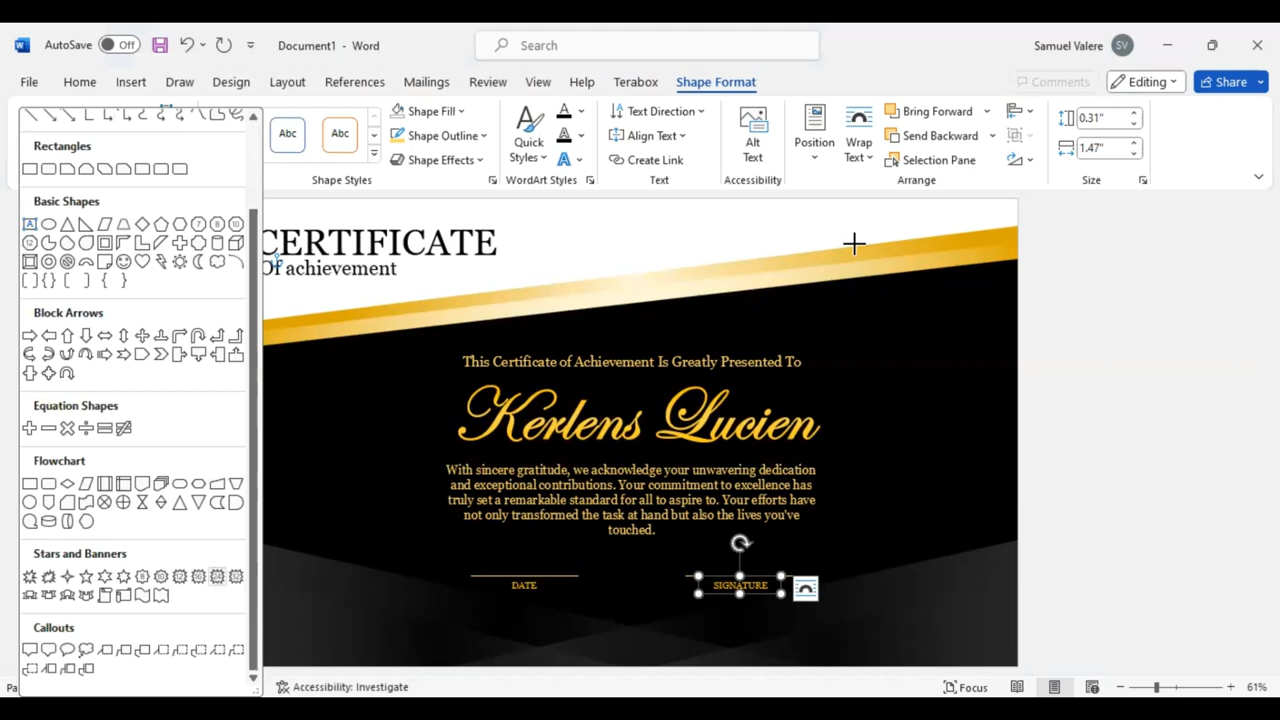 AutoSave Off
Document1 - Word
Search
Samuel Valere SV
File Home Insert Draw Design Layout References Mailings Review View Help Terabox Shape Format
Comments Editing Share
Abc Abc
Shape Fill
Shape Outline
Shape Effects
Shape Styles
Quick Styles
WordArt Styles
Text Direction
Align Text
Create Link
Text
Alt Text
Accessibility
Position
Wrap Text
Bring Forward
Send Backward
Selection Pane
Arrange
0.31"
1.47"
Size
Rectangles
Basic Shapes
Block Arrows
Equation Shapes
Flowchart
Stars and Banners
Callouts
CERTIFICATE
Of achievement
This Certificate of Achievement Is Greatly Presented To
Kerlens Lucien
With sincere gratitude, we acknowledge your unwavering dedication
and exceptional contributions. Your commitment to excellence has
truly set a remarkable standard for all to aspire to. Your efforts have
not only transformed the task at hand but also the lives you've
touched.
DATE
SIGNATURE
Accessibility: Investigate
Focus
61%